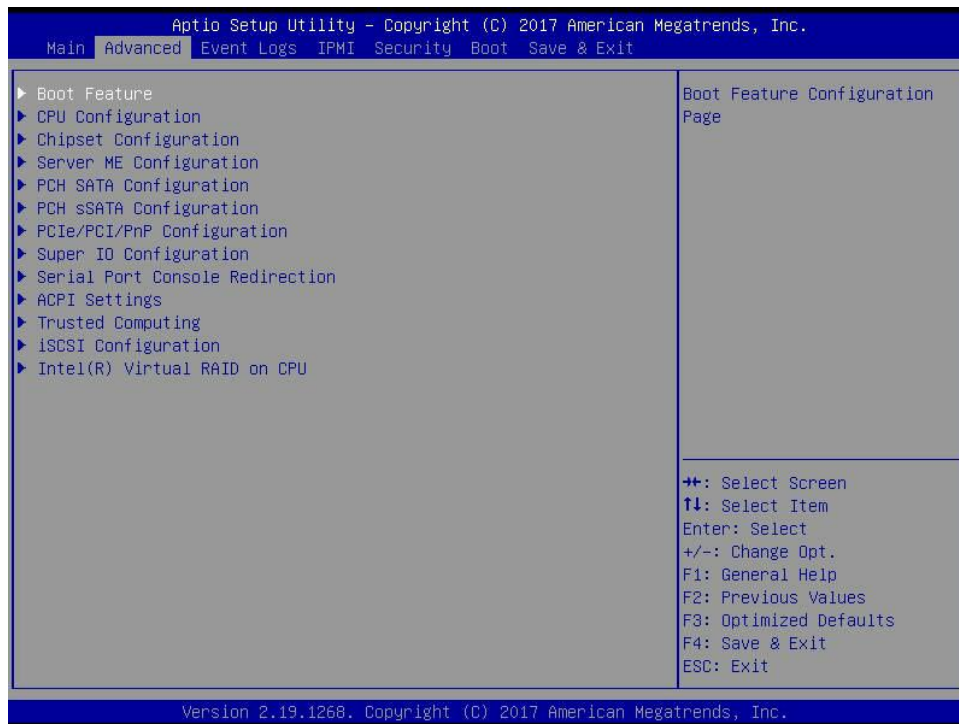 Aptio Setup Utility – Copyright (C) 2017 American Megatrends, Inc.
Main Advanced Event Logs IPMI Security Boot Save & Exit
▶ Boot Feature
▶ CPU Configuration
▶ Chipset Configuration
▶ Server ME Configuration
▶ PCH SATA Configuration
▶ PCH sSATA Configuration
▶ PCIe/PCI/PnP Configuration
▶ Super IO Configuration
▶ Serial Port Console Redirection
▶ ACPI Settings
▶ Trusted Computing
▶ iSCSI Configuration
▶ Intel(R) Virtual RAID on CPU
Boot Feature Configuration
Page
→←: Select Screen
↑↓: Select Item
Enter: Select
+/-: Change Opt.
F1: General Help
F2: Previous Values
F3: Optimized Defaults
F4: Save & Exit
ESC: Exit
Version 2.19.1268. Copyright (C) 2017 American Megatrends, Inc.